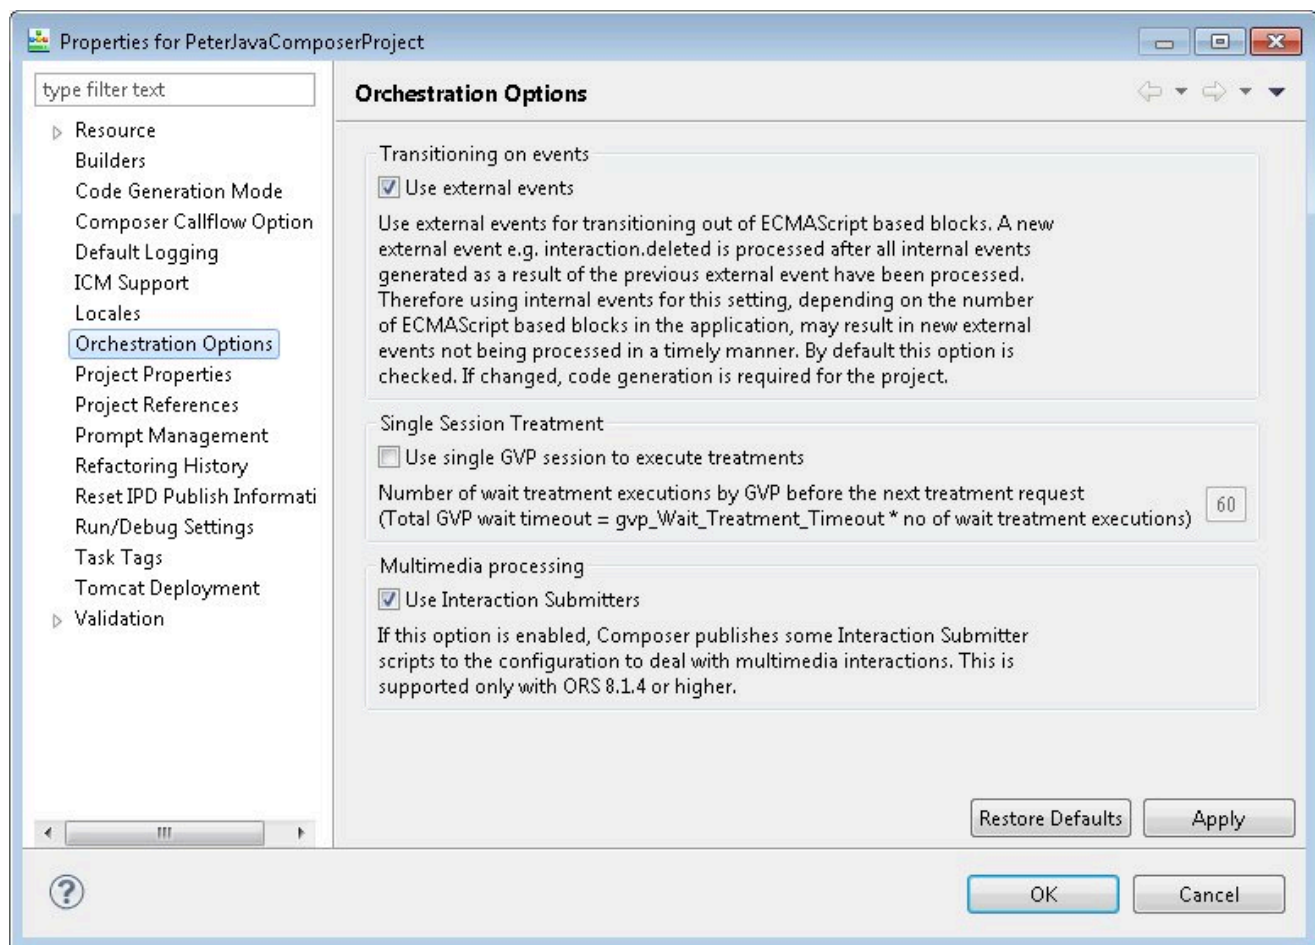 Properties for PeterJavaComposerProject
type filter text
Resource
Builders
Code Generation Mode
Composer Callflow Option
Default Logging
ICM Support
Locales
Orchestration Options
Project Properties
Project References
Prompt Management
Refactoring History
Reset IPD Publish Informati
Run/Debug Settings
Task Tags
Tomcat Deployment
Validation
Orchestration Options
Transitioning on events
Use external events
Use external events for transitioning out of ECMAScript based blocks. A new
external event e.g. interaction.deleted is processed after all internal events
generated as a result of the previous external event have been processed.
Therefore using internal events for this setting, depending on the number
of ECMAScript based blocks in the application, may result in new external
events not being processed in a timely manner. By default this option is
checked. If changed, code generation is required for the project.
Single Session Treatment
Use single GVP session to execute treatments
Number of wait treatment executions by GVP before the next treatment request
(Total GVP wait timeout = gvp_Wait_Treatment_Timeout * no of wait treatment executions)
60
Multimedia processing
Use Interaction Submitters
If this option is enabled, Composer publishes some Interaction Submitter
scripts to the configuration to deal with multimedia interactions. This is
supported only with ORS 8.1.4 or higher.
Restore Defaults
Apply
OK
Cancel